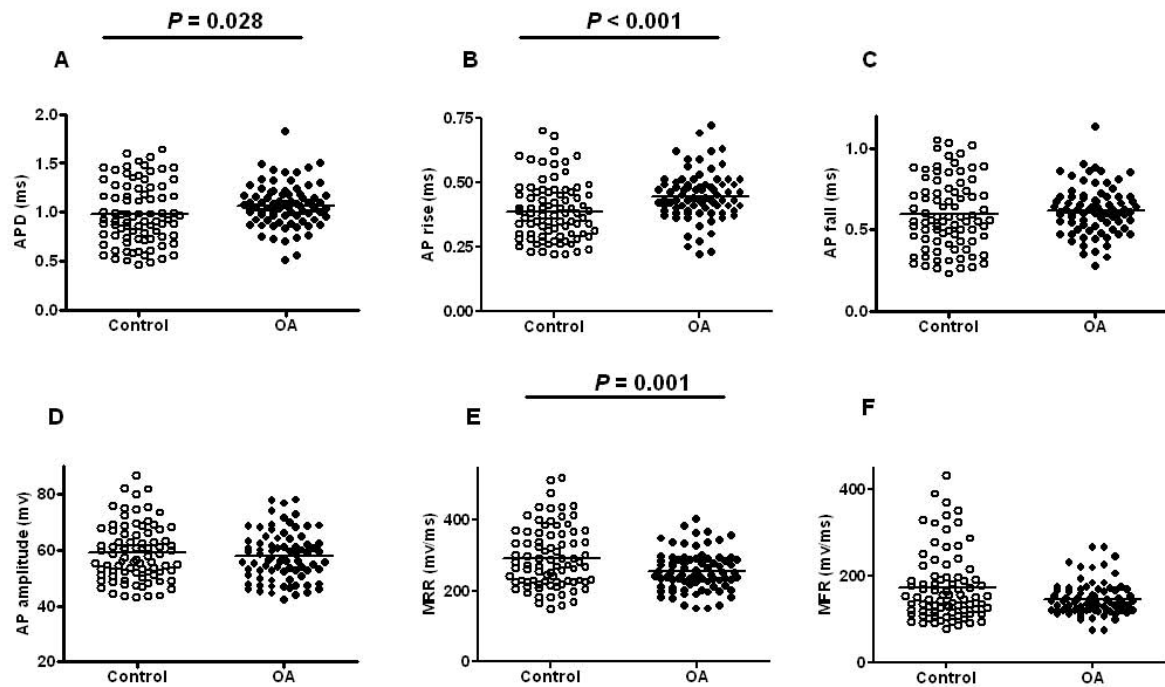 P = 0.028
P < 0.001
A
B
C
APD (ms)
2.0
1.5
1.0
0.5
0.0
Control
OA
AP rise (ms)
0.75
0.50
0.25
0.00
Control
OA
AP fall (ms)
1.0
0.5
0.0
Control
OA
P = 0.001
D
E
F
AP amplitude (mv)
80
60
40
20
Control
OA
MRR (mv/ms)
400
200
0
Control
OA
MFR (mv/ms)
400
200
0
Control
OA